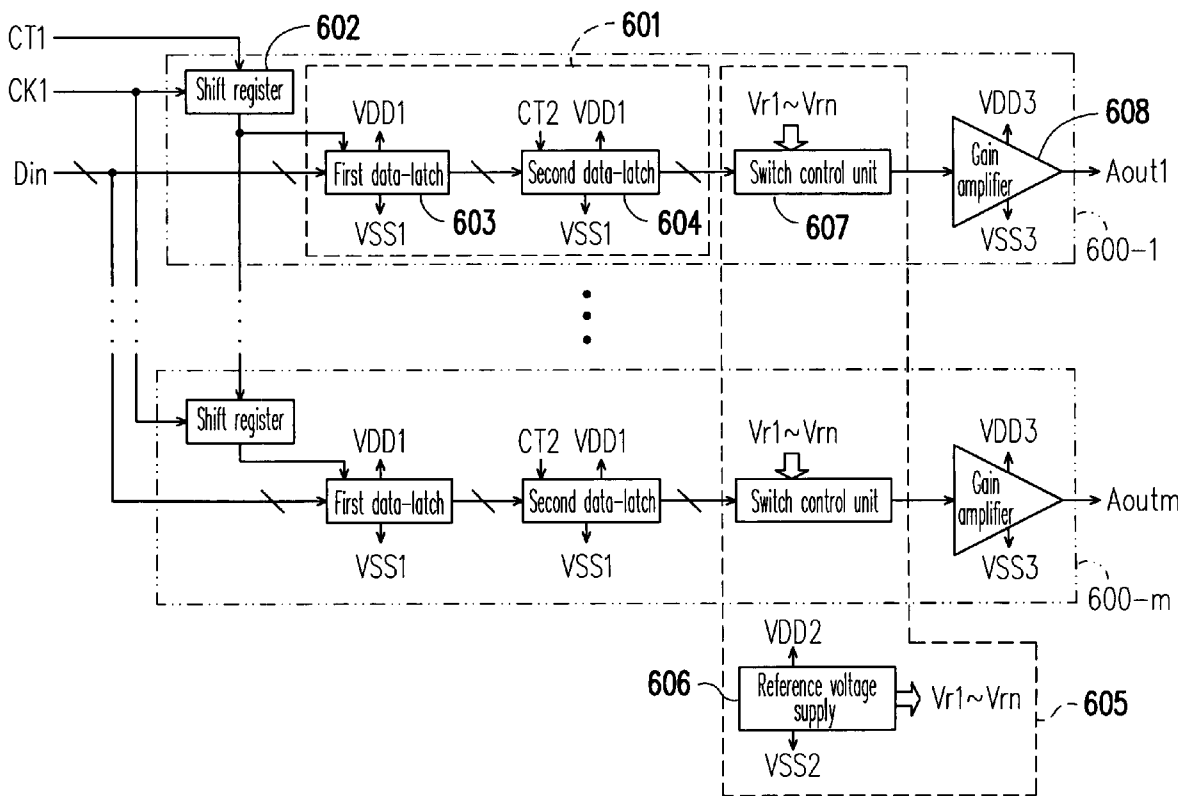 CT1
602
601
CK1
Shift register
VDD1
CT2 VDD1
Vr1~Vrn
VDD3
608
Din
First data-latch
Second data-latch
Switch control unit
Gain
amplifier
Aout1
VSS1
603
VSS1
604
607
VSS3
600-1
Shift register
VDD1
CT2 VDD1
Vr1~Vrn
VDD3
First data-latch
Second data-latch
Switch control unit
Gain
amplifier
Aoutm
VSS1
VSS1
VSS3
600-m
VDD2
606
Reference voltage
supply
Vr1~Vrn
605
VSS2